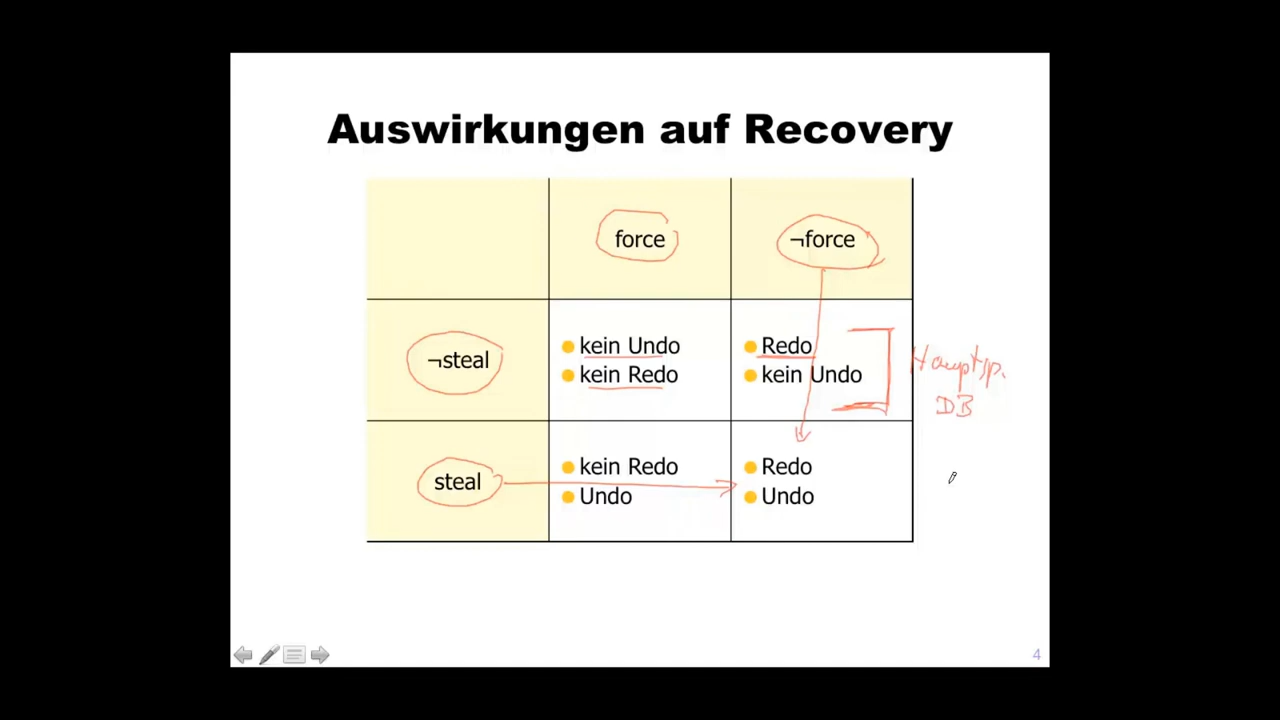 Auswirkungen auf Recovery
force
¬force
¬steal
kein Undo
kein Redo
Redo
kein Undo
Hauptsp.
DB
steal
kein Redo
Undo
Redo
Undo
4